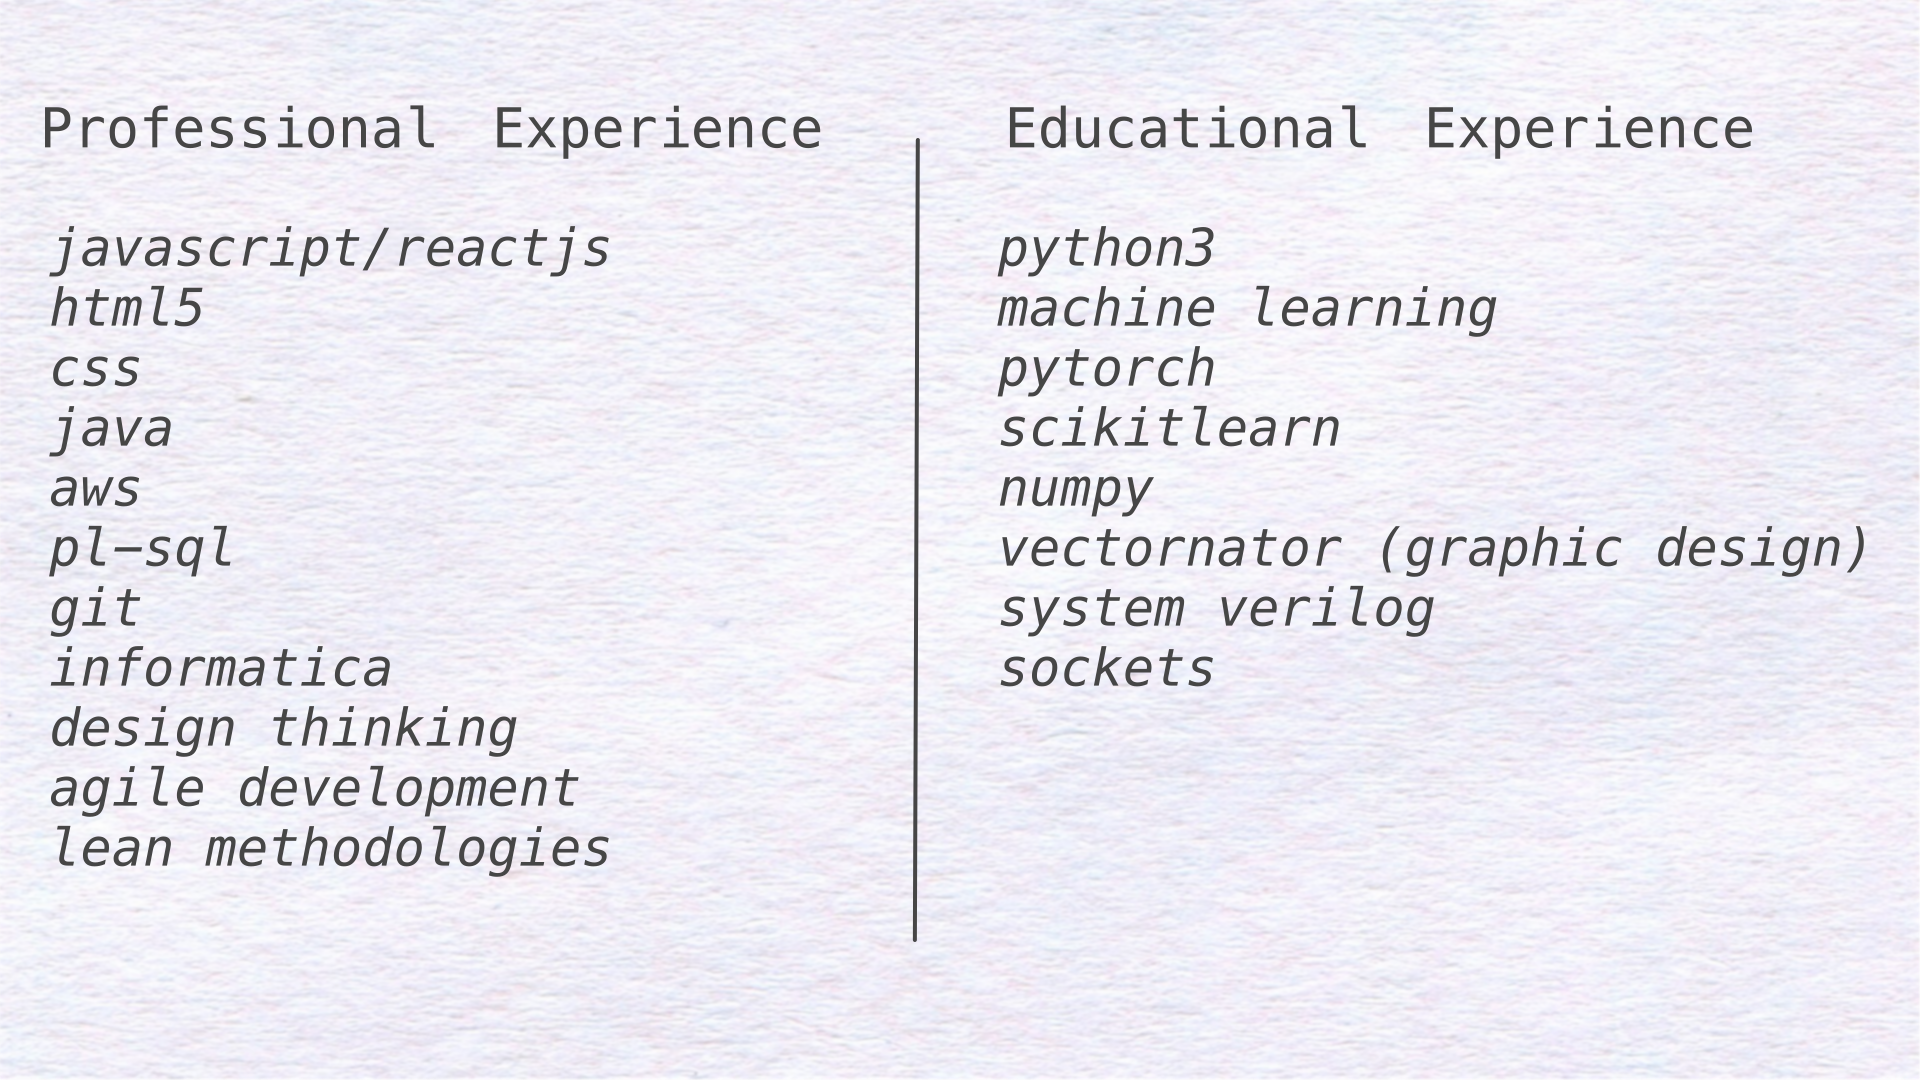 Professional Experience
javascript/reactjs
html5
css
java
aws
pl-sql
git
informatica
design thinking
agile development
lean methodologies
Educational Experience
python3
machine learning
pytorch
scikitlearn
numpy
vectornator (graphic design)
system verilog
sockets